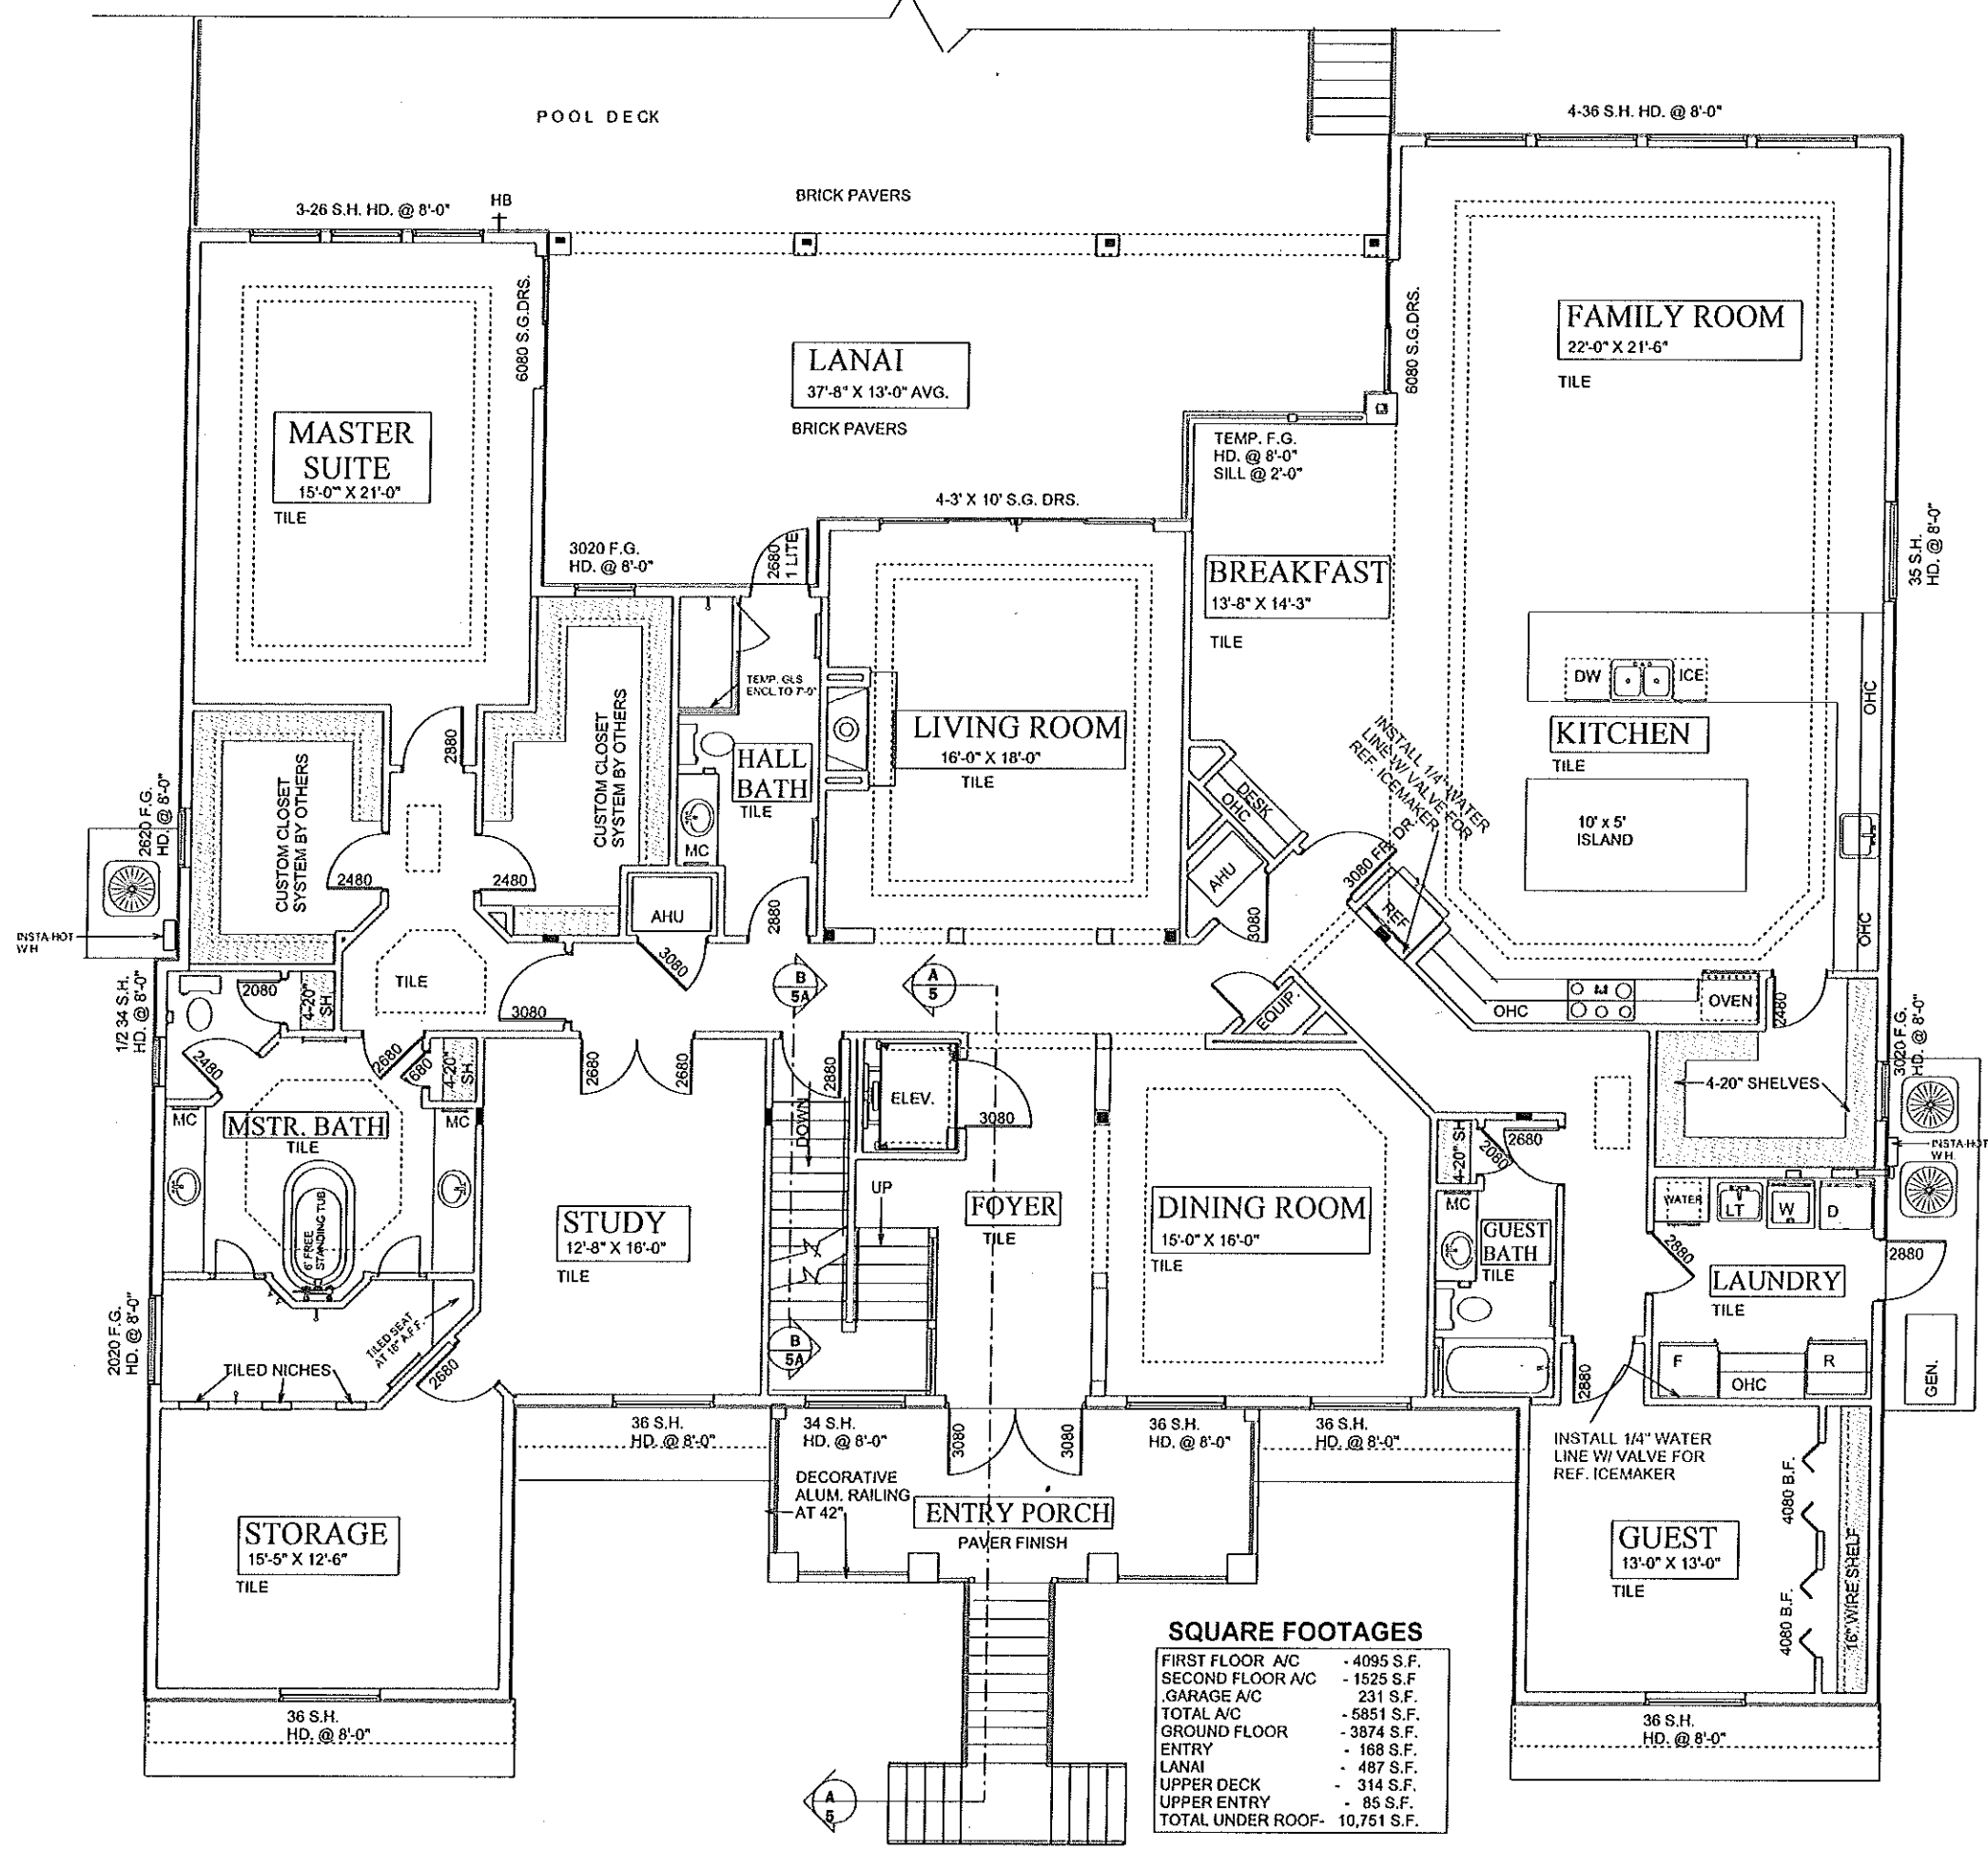 POOL DECK
4-36 S.H. HD. @ 8'-0"
BRICK PAVERS
3-26 S.H. HD. @ 8'-0"
HB
6080 S.G.DRS.
LANAI
37'-8" X 13'-0" AVG.
BRICK PAVERS
6080 S.G.DRS.
FAMILY ROOM
22'-0" X 21'-6"
TILE
MASTER
SUITE
15'-0" X 21'-0"
TILE
TEMP. F.G.
HD. @ 8'-0"
SILL @ 2'-0"
4-3' X 10' S.G. DRS.
3020 F.G.
HD. @ 8'-0"
2680
1 LITE
35 S.H.
HD. @ 8'-0"
BREAKFAST
13'-8" X 14'-3"
TILE
DW
ICE
OHC
KITCHEN
TILE
10' x 5'
ISLAND
OHC
TEMP. GLS
ENCL. TO 7'-0"
HALL
BATH
TILE
MC
LIVING ROOM
16'-0" X 18'-0"
TILE
INSTALL 1/4" WATER
LINE W/ VALVE FOR
REF. ICEMAKER
DESK
OHC
AHU
3080
3080 FR. DR.
REF.
CUSTOM CLOSET
SYSTEM BY OTHERS
2880
CUSTOM CLOSET
SYSTEM BY OTHERS
2620 F.G.
HD. @ 8'-0"
2480
2480
AHU
2880
3080
INSTA-HOT
WH
1/2 34 S.H.
HD. @ 8'-0"
2080
4-20"
SH
TILE
3080
B
5A
A
5
EQUIP.
OHC
OVEN
2480
3020 F.G.
HD. @ 8'-0"
4-20" SHELVES
INSTA-HOT
WH.
2480
2680
1680
4-20"
SH
MC
MC
MSTR. BATH
TILE
6' FREE
STANDING TUB
2680
2680
2880
DOWN
ELEV.
3080
UP
STUDY
12'-8" X 16'-0"
TILE
FOYER
TILE
DINING ROOM
15'-0" X 16'-0"
TILE
4-20" SH
2080
2680
MC
GUEST
BATH
TILE
WATER
LT
W
D
2880
2880
LAUNDRY
TILE
F
OHC
R
GEN.
2020 F.G.
HD. @ 8'-0"
TILED NICHES
TILED SEAT
AT 18" A.F.F.
2680
B
5A
2880
36 S.H.
HD. @ 8'-0"
34 S.H.
HD. @ 8'-0"
3080
3080
36 S.H.
HD. @ 8'-0"
36 S.H.
HD. @ 8'-0"
INSTALL 1/4" WATER
LINE W/ VALVE FOR
REF. ICEMAKER
DECORATIVE
ALUM. RAILING
AT 42"
ENTRY PORCH
PAVER FINISH
STORAGE
15'-5" X 12'-6"
TILE
GUEST
13'-0" X 13'-0"
TILE
4080 B.F.
4080 B.F.
16" WIRE SHELF
36 S.H.
HD. @ 8'-0"
36 S.H.
HD. @ 8'-0"
A
5
SQUARE FOOTAGES
FIRST FLOOR A/C - 4095 S.F.
SECOND FLOOR A/C - 1525 S.F
.GARAGE A/C 231 S.F.
TOTAL A/C - 5851 S.F.
GROUND FLOOR - 3874 S.F.
ENTRY - 168 S.F.
LANAI - 487 S.F.
UPPER DECK - 314 S.F.
UPPER ENTRY - 85 S.F.
TOTAL UNDER ROOF- 10,751 S.F.